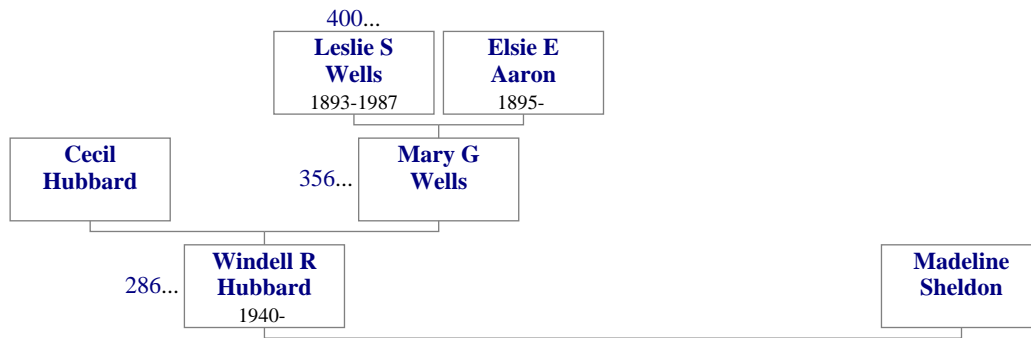 400...
Leslie S
Wells
1893-1987
Elsie E
Aaron
1895-
Cecil
Hubbard
356...
Mary G
Wells
286...
Windell R
Hubbard
1940-
Madeline
Sheldon